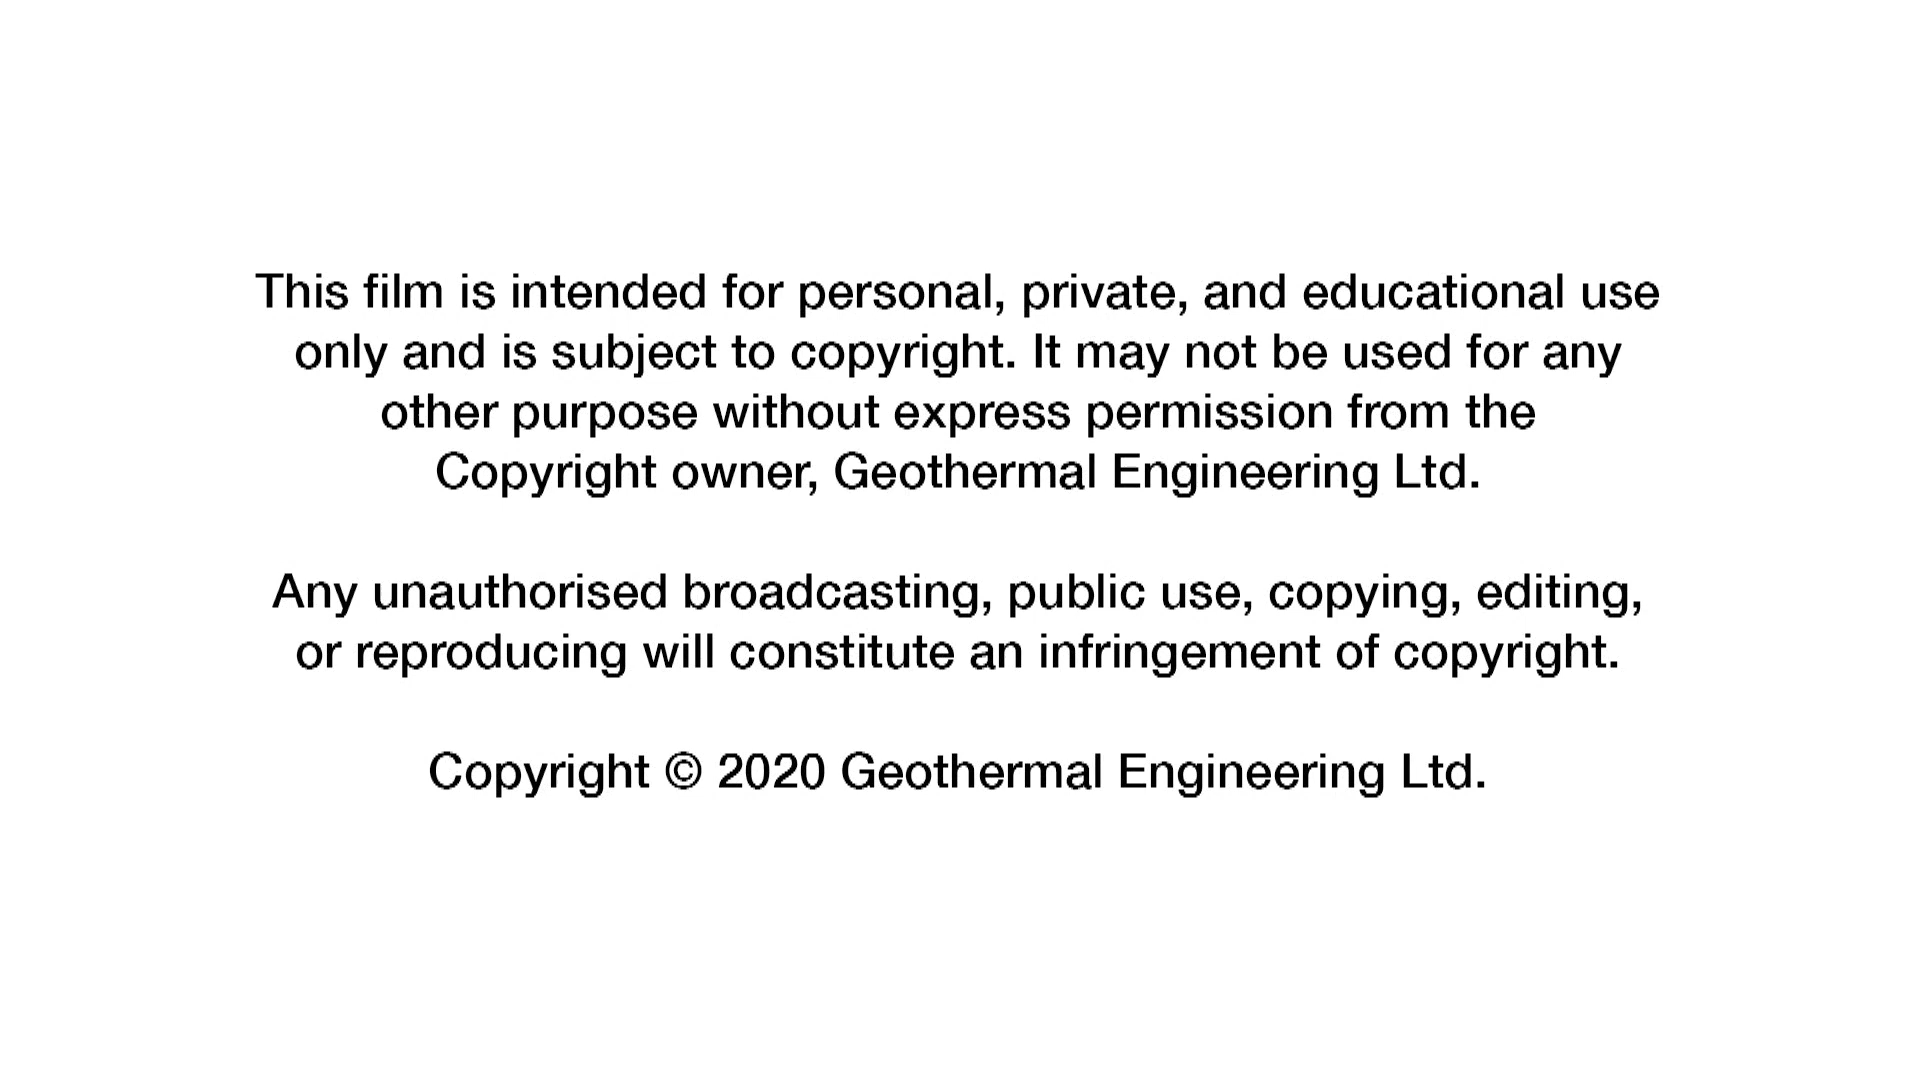 This film is intended for personal, private, and educational use
only and is subject to copyright. It may not be used for any
other purpose without express permission from the
Copyright owner, Geothermal Engineering Ltd.
Any unauthorised broadcasting, public use, copying, editing,
or reproducing will constitute an infringement of copyright.
Copyright © 2020 Geothermal Engineering Ltd.